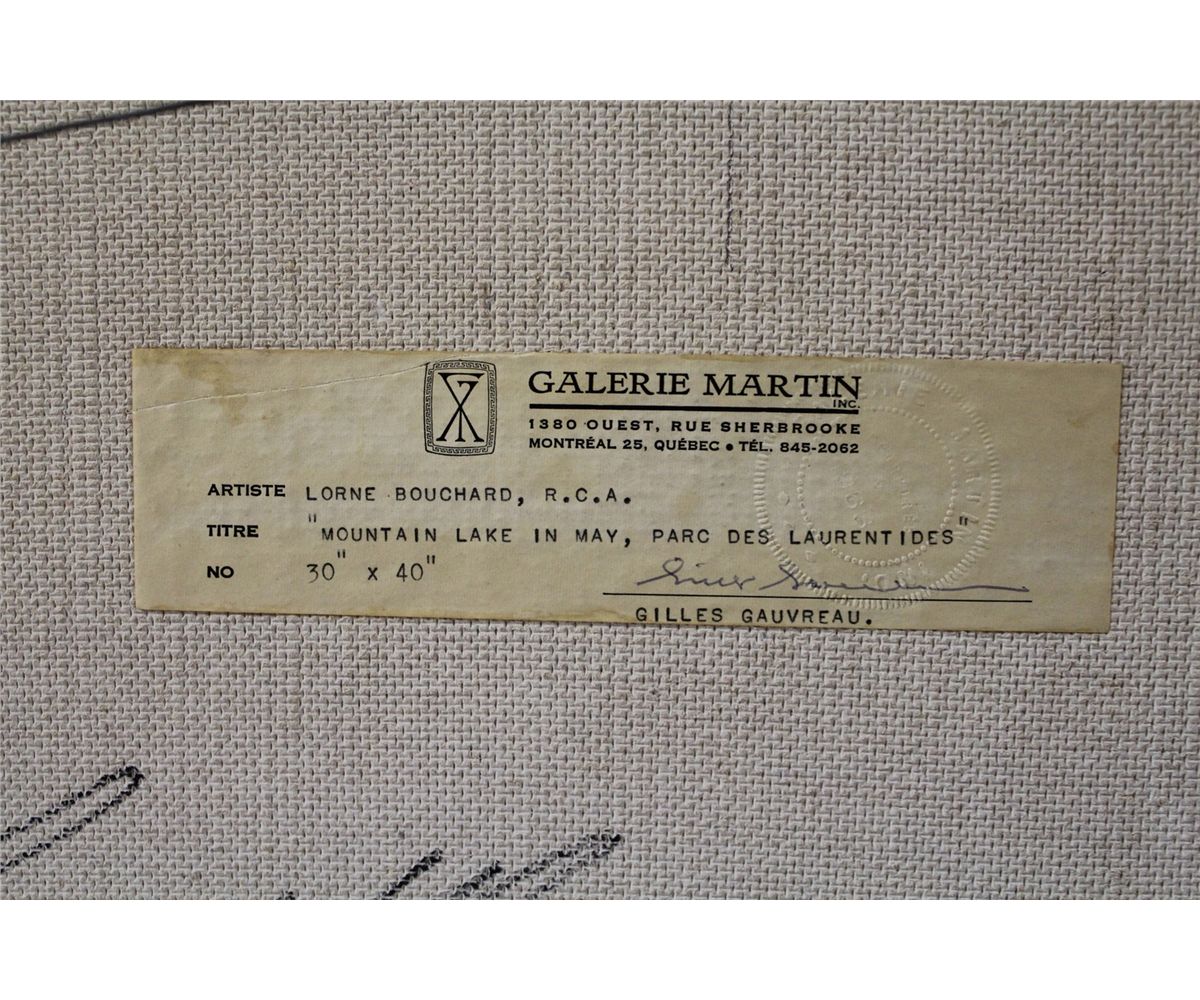 GALERIE MARTIN
INC.
1380 OUEST, RUE SHERBROOKE
MONTRÉAL 25, QUÉBEC • TÉL. 845-2062
ARTISTE LORNE BOUCHARD, R.C.A.
TITRE "MOUNTAIN LAKE IN MAY, PARC DES LAURENTIDES"
NO 30" x 40"
GILLES GAUVREAU.